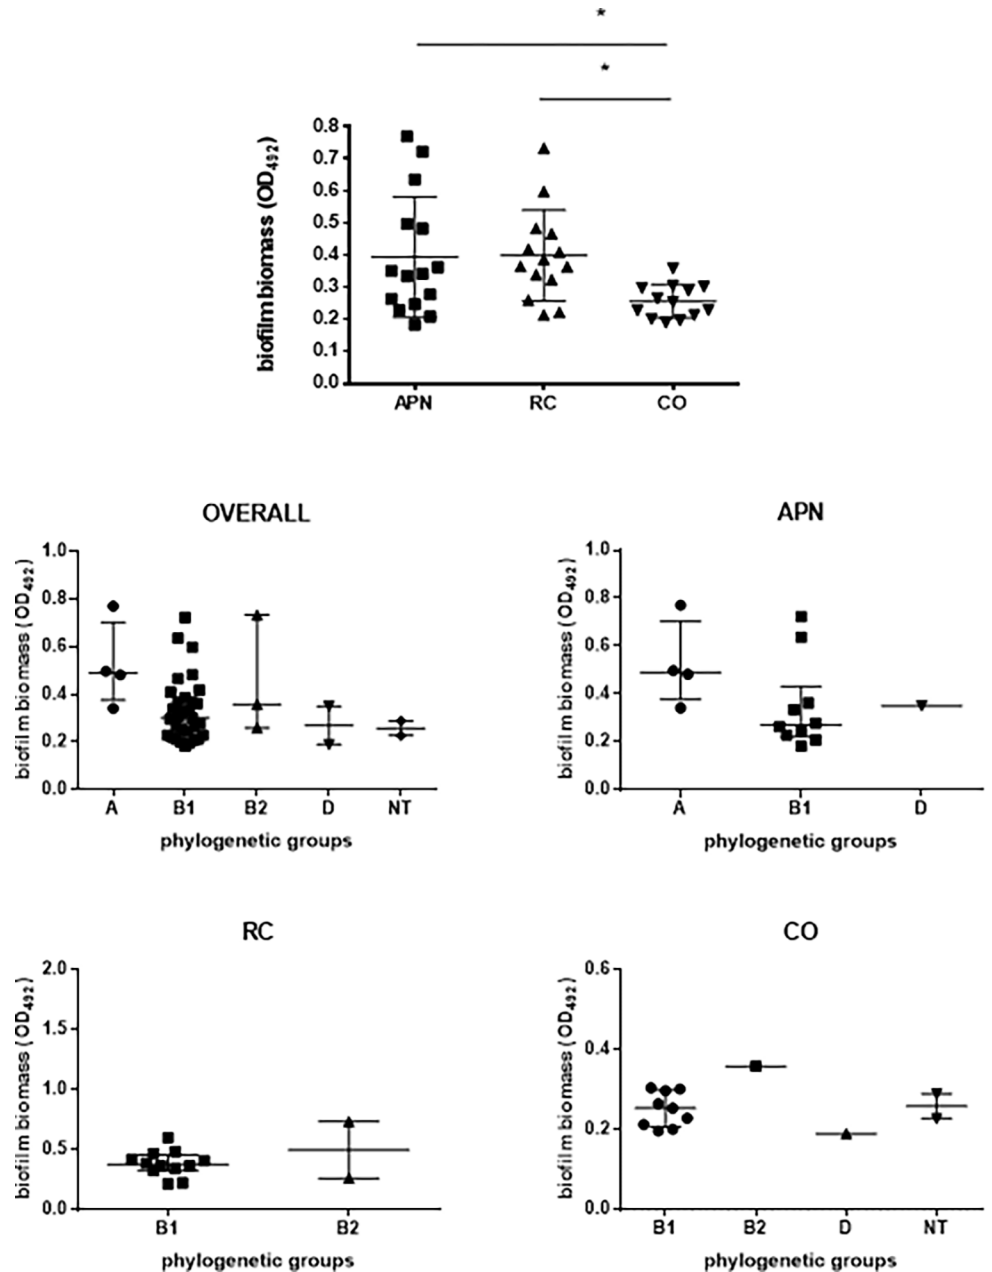 *
*
biofilm biomass (OD492)
0.8
0.7
0.6
0.5
0.4
0.3
0.2
0.1
0.0
APN RC CO
OVERALL
biofilm biomass (OD492)
1.0
0.8
0.6
0.4
0.2
0.0
A B1 B2 D NT
phylogenetic groups
APN
biofilm biomass (OD492)
1.0
0.8
0.6
0.4
0.2
0.0
A B1 D
phylogenetic groups
RC
biofilm biomass (OD492)
2.0
1.5
1.0
0.5
0.0
B1 B2
phylogenetic groups
CO
biofilm biomass (OD492)
0.6
0.4
0.2
0.0
B1 B2 D NT
phylogenetic groups